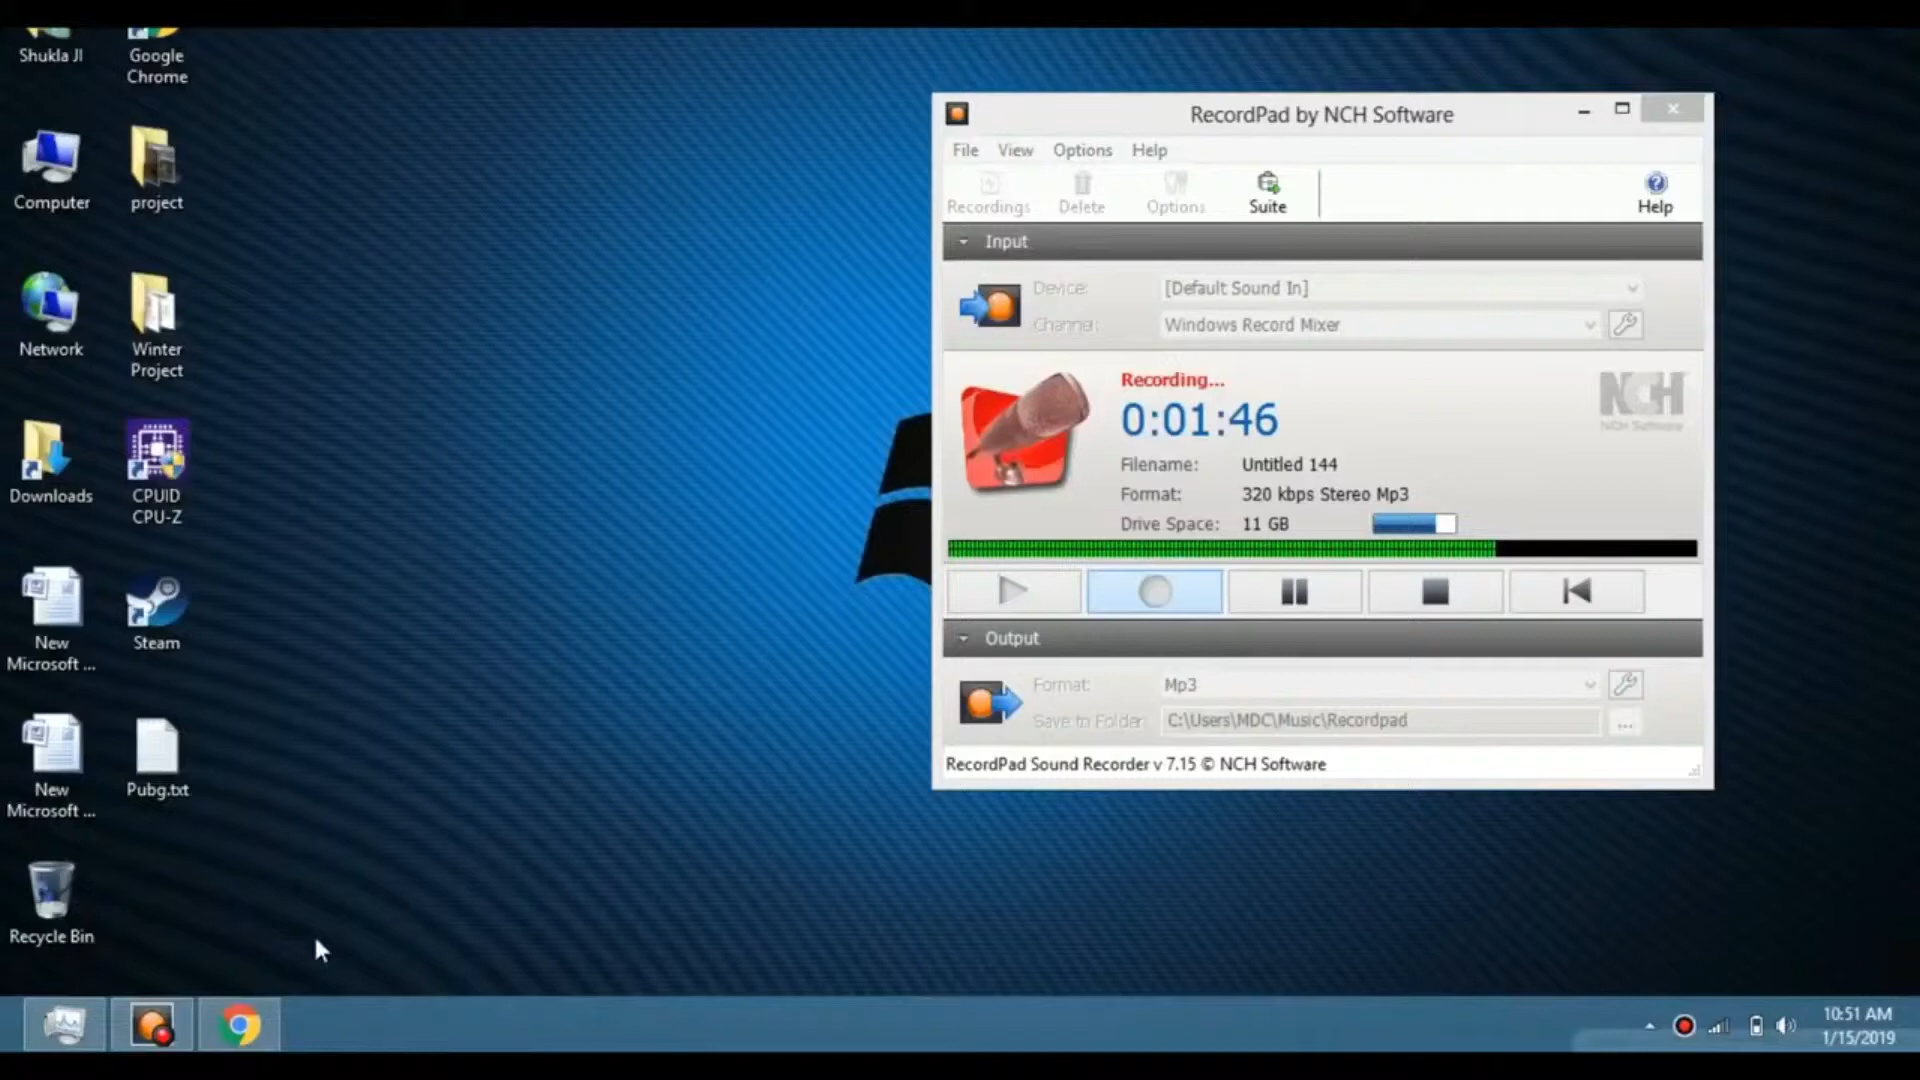 Shukla JI
Google
Chrome
Computer
project
Network
Winter
Project
Downloads
CPUID
CPU-Z
New
Microsoft ...
Steam
New
Microsoft ...
Pubg.txt
Recycle Bin
RecordPad by NCH Software
File View Options Help
Recordings Delete Options Suite Help
Input
Device: [Default Sound In]
Channel: Windows Record Mixer
Recording...
0:01:46
NCH
NCH Software
Filename: Untitled 144
Format: 320 kbps Stereo Mp3
Drive Space: 11 GB
Output
Format: Mp3
Save to Folder: C:\Users\MDC\Music\Recordpad
...
RecordPad Sound Recorder v 7.15 © NCH Software
10:51 AM
1/15/2019